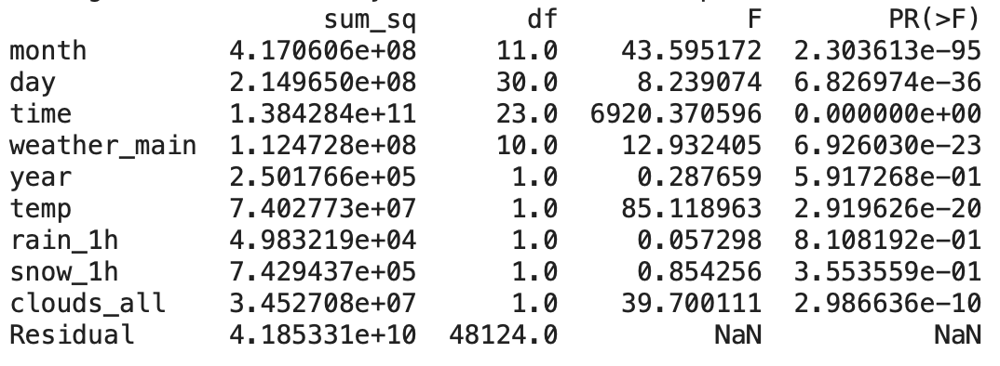 sum_sq df F PR(>F)
month 4.170606e+08 11.0 43.595172 2.303613e-95
day 2.149650e+08 30.0 8.239074 6.826974e-36
time 1.384284e+11 23.0 6920.370596 0.000000e+00
weather_main 1.124728e+08 10.0 12.932405 6.926030e-23
year 2.501766e+05 1.0 0.287659 5.917268e-01
temp 7.402773e+07 1.0 85.118963 2.919626e-20
rain_1h 4.983219e+04 1.0 0.057298 8.108192e-01
snow_1h 7.429437e+05 1.0 0.854256 3.553559e-01
clouds_all 3.452708e+07 1.0 39.700111 2.986636e-10
Residual 4.185331e+10 48124.0 NaN NaN